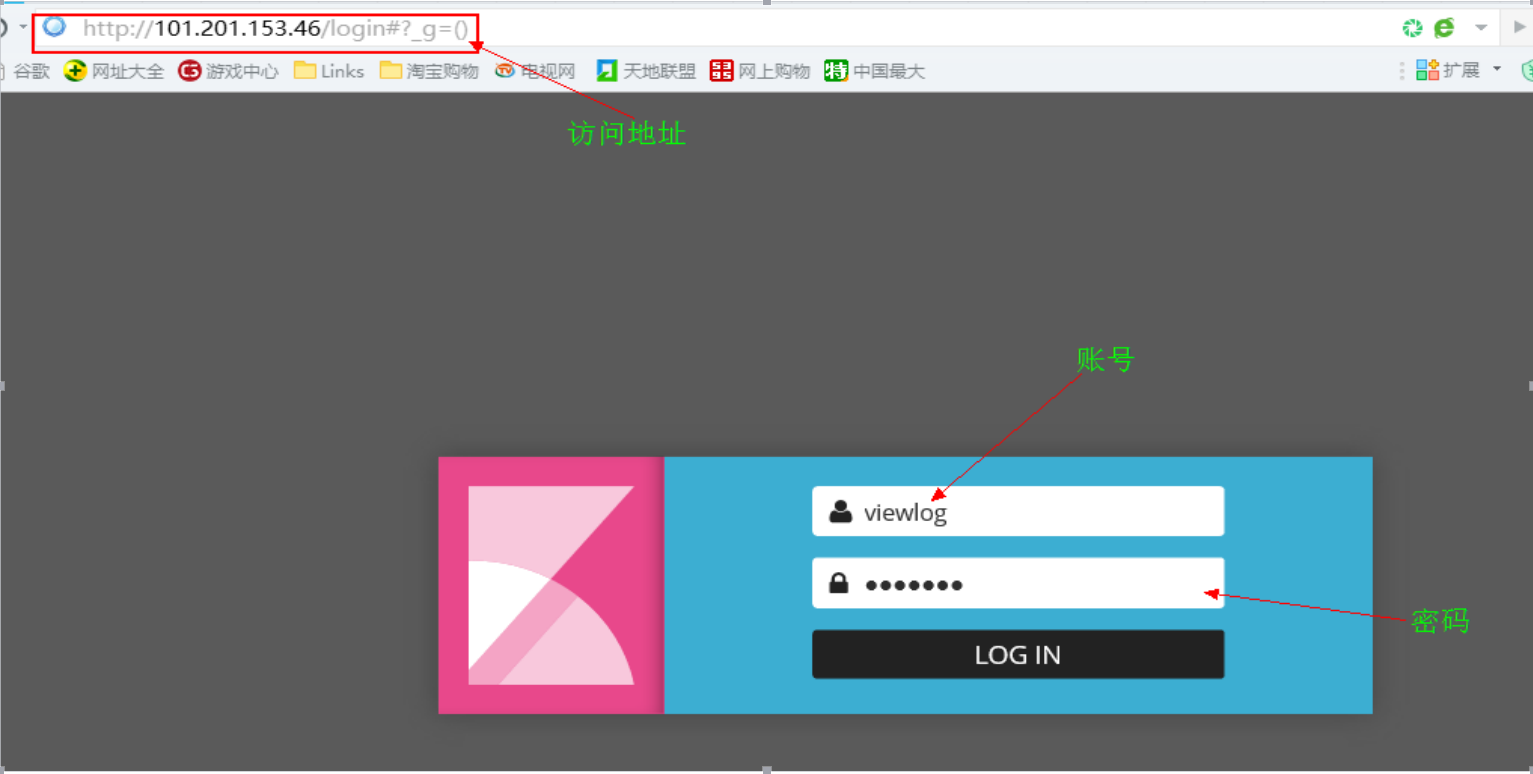 http://101.201.153.46/login#?_g=()
谷歌 网址大全 游戏中心 Links 淘宝购物 电视网 天地联盟 网上购物 中国最大 扩展
访问地址
账号
viewlog
•••••••
密码
LOG IN